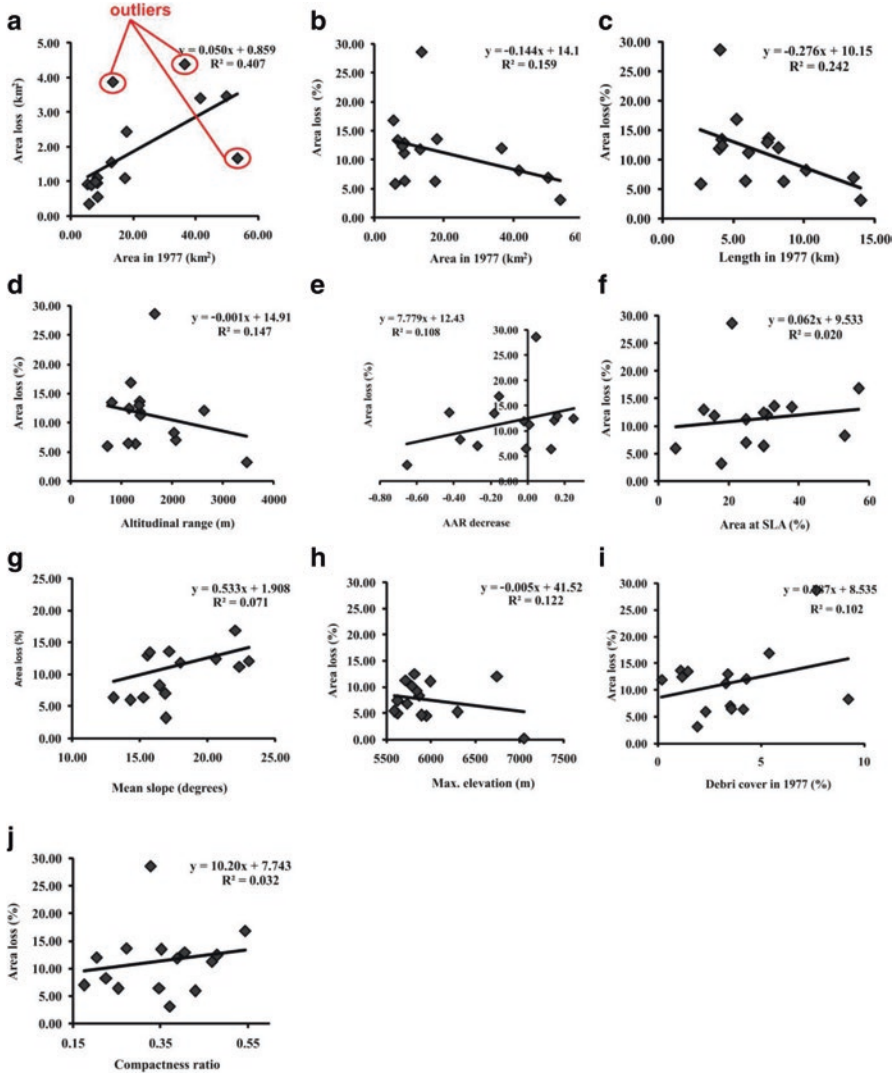 a
outliers
y = 0.050x + 0.859
R² = 0.407
5.00
4.00
3.00
2.00
1.00
0.00
Area loss (km²)
0.00 20.00 40.00 60.00
Area in 1977 (km²)
b
y = -0.144x + 14.1
R² = 0.159
30.00
25.00
20.00
15.00
10.00
5.00
0.00
Area loss (%)
0.00 20.00 40.00 60
Area in 1977 (km²)
c
y = -0.276x + 10.15
R² = 0.242
30.00
25.00
20.00
15.00
10.00
5.00
0.00
Area loss(%)
0.00 5.00 10.00 15.00
Length in 1977 (km)
d
y = -0.001x + 14.91
R² = 0.147
30.00
25.00
20.00
15.00
10.00
5.00
0.00
Area loss (%)
0 1000 2000 3000 4000
Altitudinal range (m)
e
y = 7.779x + 12.43
R² = 0.108
30.00
25.00
20.00
15.00
10.00
5.00
0.00
Area loss (%)
-0.80 -0.60 -0.40 -0.20 0.00 0.20
AAR decrease
f
y = 0.062x + 9.533
R² = 0.020
30.00
25.00
20.00
15.00
10.00
5.00
0.00
Area loss (%)
0 20 40 60
Area at SLA (%)
g
y = 0.533x + 1.908
R² = 0.071
25.00
20.00
15.00
10.00
5.00
0.00
Area loss (%)
10.00 15.00 20.00 25.00
Mean slope (degrees)
h
y = -0.005x + 41.52
R² = 0.122
30.00
25.00
20.00
15.00
10.00
5.00
0.00
Area loss (%)
5500 6000 6500 7000 7500
Max. elevation (m)
i
87x + 8.535
R² = 0.102
30.00
25.00
20.00
15.00
10.00
5.00
0.00
Area loss (%)
0 5 10
Debri cover in 1977 (%)
j
y = 10.20x + 7.743
R² = 0.032
30.00
25.00
20.00
15.00
10.00
5.00
0.00
Area loss (%)
0.15 0.35 0.55
Compactness ratio